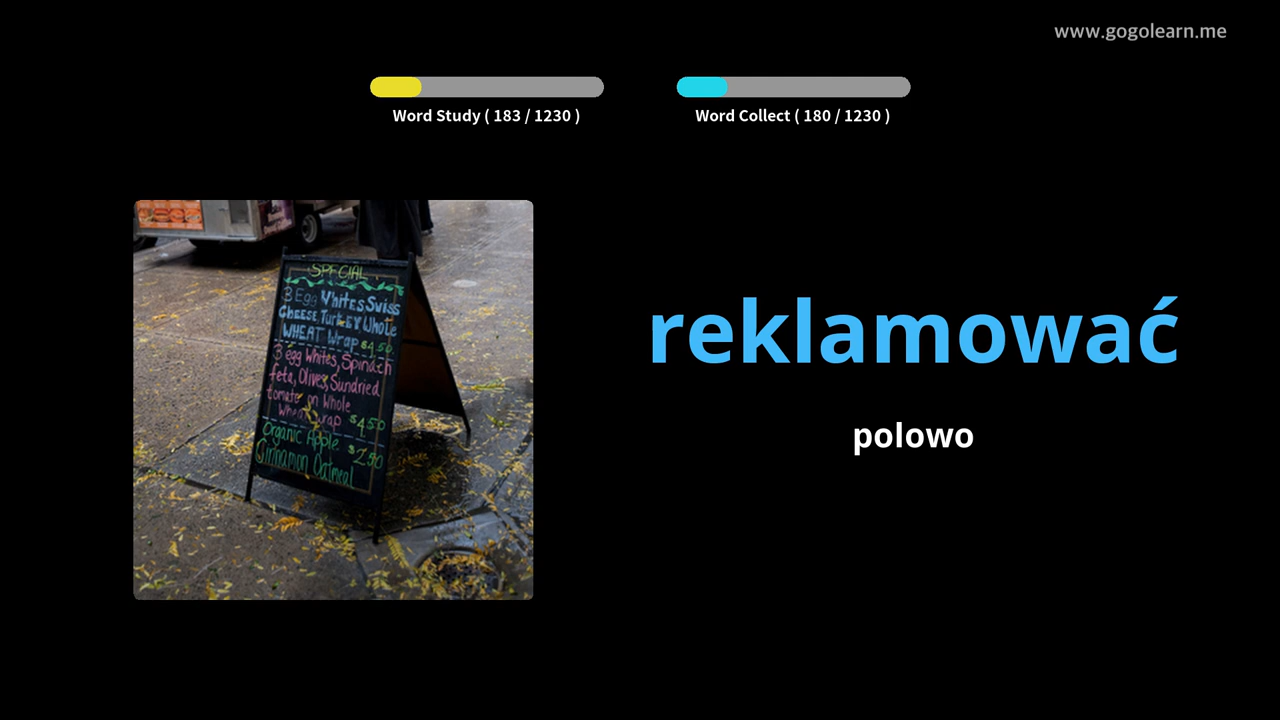 www.gogolearn.me
Word Study ( 183 / 1230 )
Word Collect ( 180 / 1230 )
SPECIAL
3 Egg Whites, Swiss
Cheese, Turkey Whole
WHEAT Wrap $4.50
3 egg Whites, Spinach
feta, Olives, Sundried
tomato on Whole
Wheat Wrap $4.50
Organic Apple
Cinnamon Oatmeal $2.50
reklamować
polowo